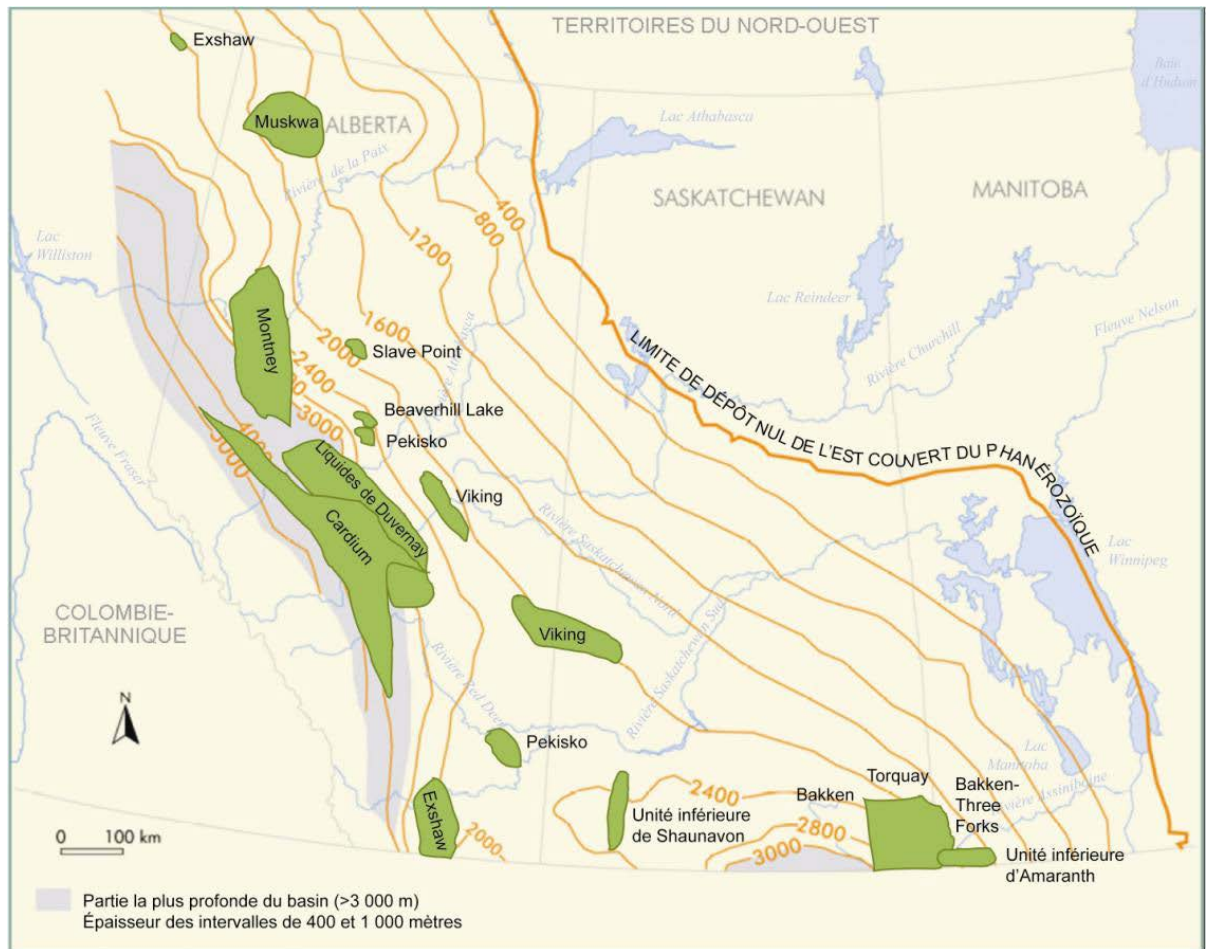 TERRITOIRES DU NORD-OUEST
Exshaw
Baie
d'Hudson
Muskwa
ALBERTA
Lac Athabasca
Rivière de la Paix
SASKATCHEWAN
MANITOBA
400
800
Lac
Williston
1200
Lac Reindeer
Fleuve Nelson
Montney
1600
2000
Slave Point
2400
Rivière Churchill
Rivière Athabasca
LIMITE DE DÉPÔT NUL DE L'EST COUVERT DU PHANÉROZOÏQUE
3000
Beaverhill Lake
Pekisko
400
5000
Fleuve Fraser
Liquides de Duvernay
Viking
Cardium
Rivière Saskatchewan Nord
Lac
Winnipeg
COLOMBIE-
BRITANNIQUE
Viking
Rivière Saskatchewan Sud
Rivière Red Deer
N
Pekisko
Lac
Manitoba
Torquay
Bakken
Bakken-
Three
Forks
Rivière Assiniboine
2400
Exshaw
Unité inférieure
de Shaunavon
2800
0 100 km
2000
3000
Unité inférieure
d'Amaranth
Partie la plus profonde du basin (>3 000 m)
Épaisseur des intervalles de 400 et 1 000 mètres